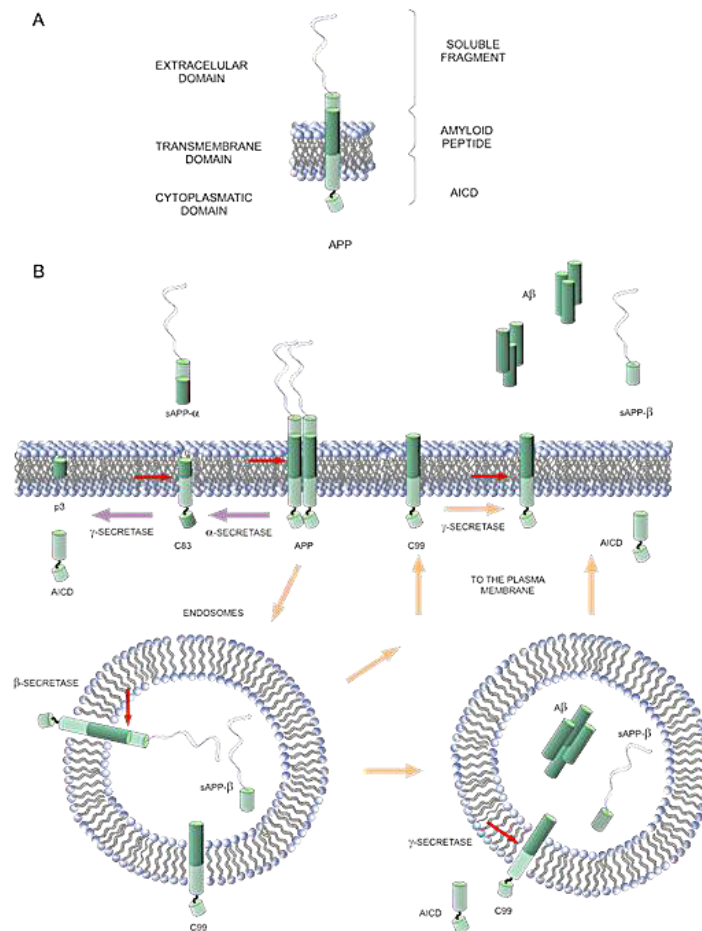 A
EXTRACELULAR
DOMAIN
SOLUBLE
FRAGMENT
TRANSMEMBRANE
DOMAIN
AMYLOID
PEPTIDE
CYTOPLASMATIC
DOMAIN
AICD
APP
B
Aβ
sAPP-α
sAPP-β
p3
γ-SECRETASE
C83
α-SECRETASE
APP
C99
γ-SECRETASE
AICD
AICD
TO THE PLASMA
MEMBRANE
ENDOSOMES
β-SECRETASE
sAPP-β
C99
Aβ
sAPP-β
γ-SECRETASE
AICD
C99